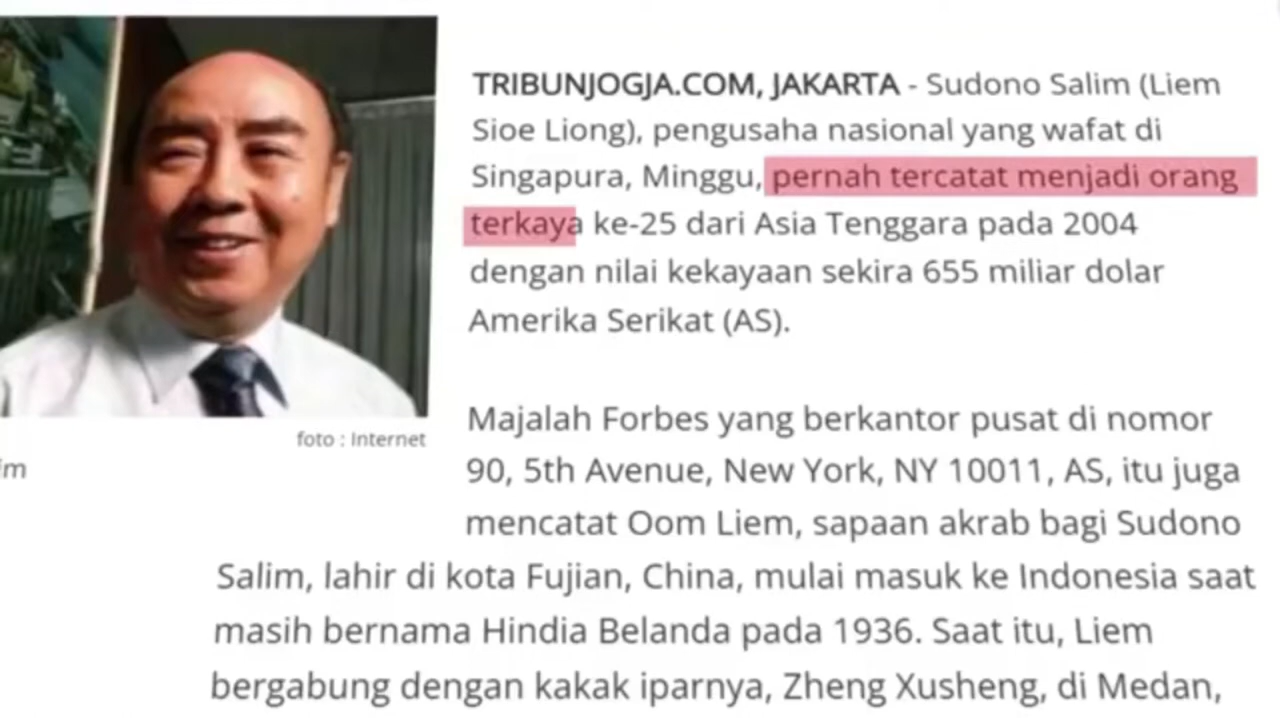 TRIBUNJOGJA.COM, JAKARTA - Sudono Salim (Liem
Sioe Liong), pengusaha nasional yang wafat di
Singapura, Minggu, pernah tercatat menjadi orang
terkaya ke-25 dari Asia Tenggara pada 2004
dengan nilai kekayaan sekira 655 miliar dolar
Amerika Serikat (AS).
foto : Internet
im
Majalah Forbes yang berkantor pusat di nomor
90, 5th Avenue, New York, NY 10011, AS, itu juga
mencatat Oom Liem, sapaan akrab bagi Sudono
Salim, lahir di kota Fujian, China, mulai masuk ke Indonesia saat
masih bernama Hindia Belanda pada 1936. Saat itu, Liem
bergabung dengan kakak iparnya, Zheng Xusheng, di Medan,